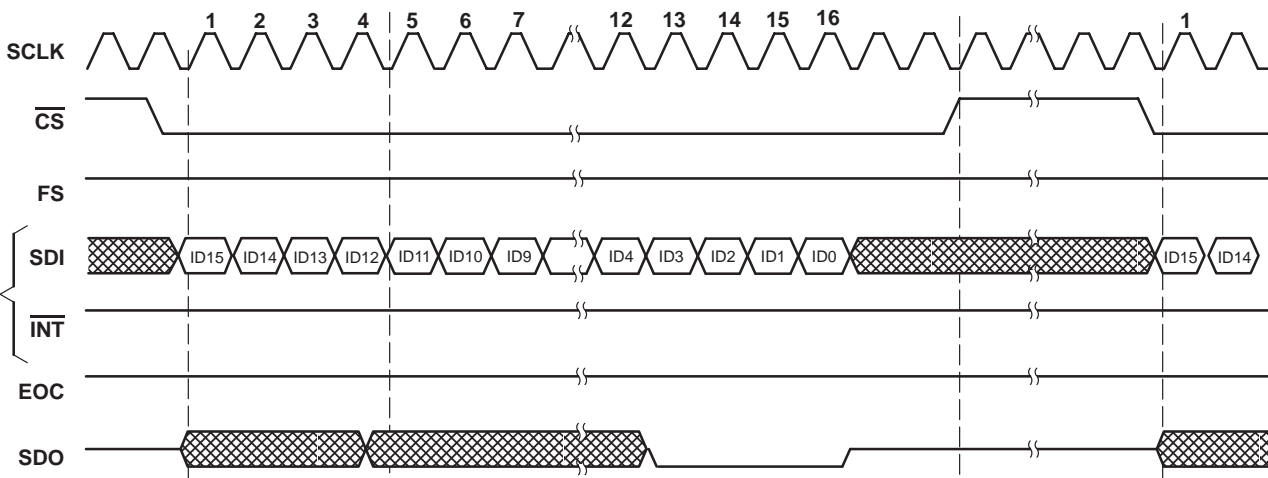 1 2 3 4 5 6 7 12 13 14 15 16 1
SCLK
CS
FS
SDI ID15 ID14 ID13 ID12 ID11 ID10 ID9 ID4 ID3 ID2 ID1 ID0 ID15 ID14
INT
EOC
SDO